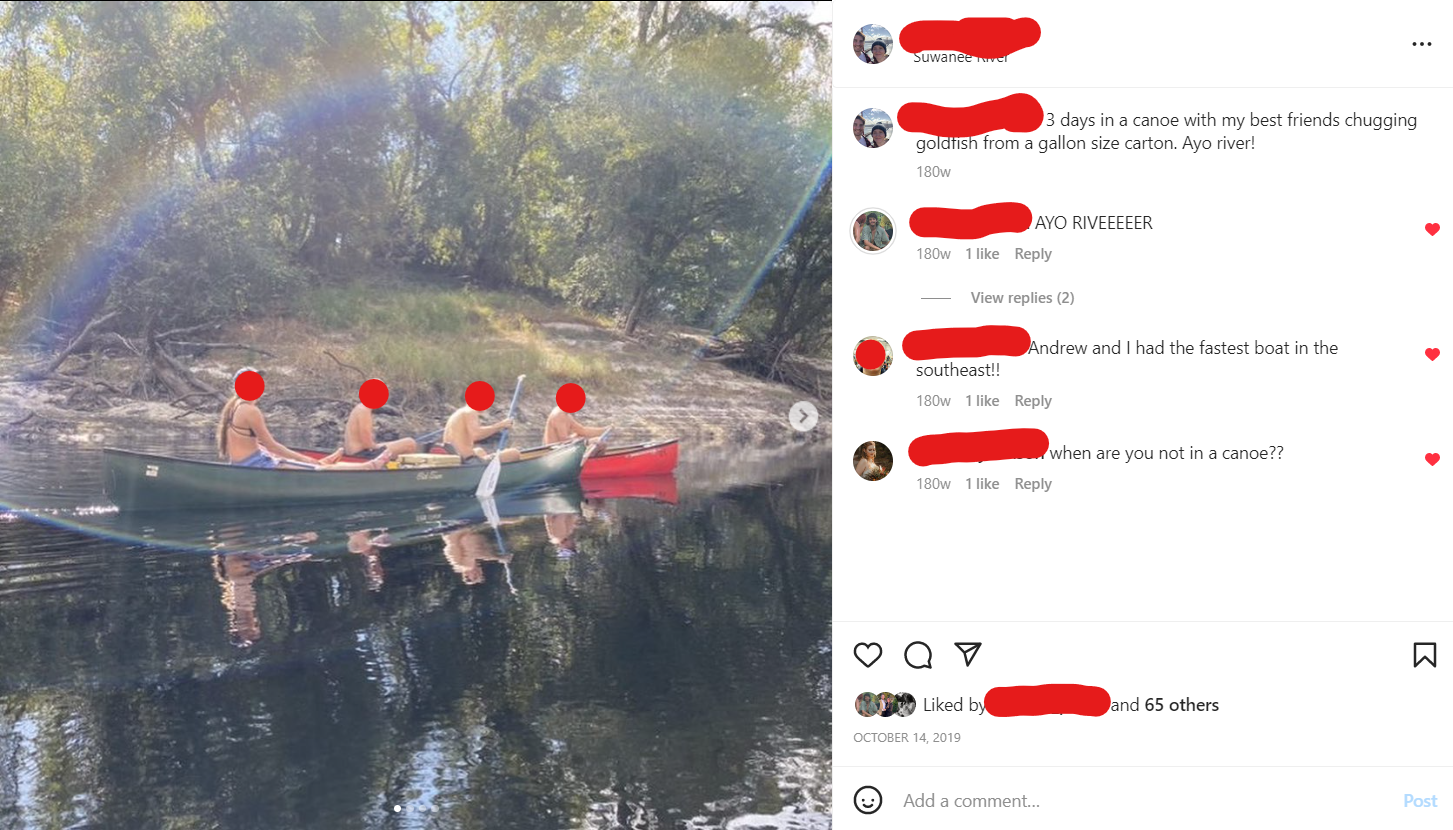 Suwanee River
3 days in a canoe with my best friends chugging
goldfish from a gallon size carton. Ayo river!
180w
AYO RIVEEEEER
180w 1 like Reply
View replies (2)
Andrew and I had the fastest boat in the
southeast!!
180w 1 like Reply
when are you not in a canoe??
180w 1 like Reply
Liked by and 65 others
OCTOBER 14, 2019
Add a comment... Post